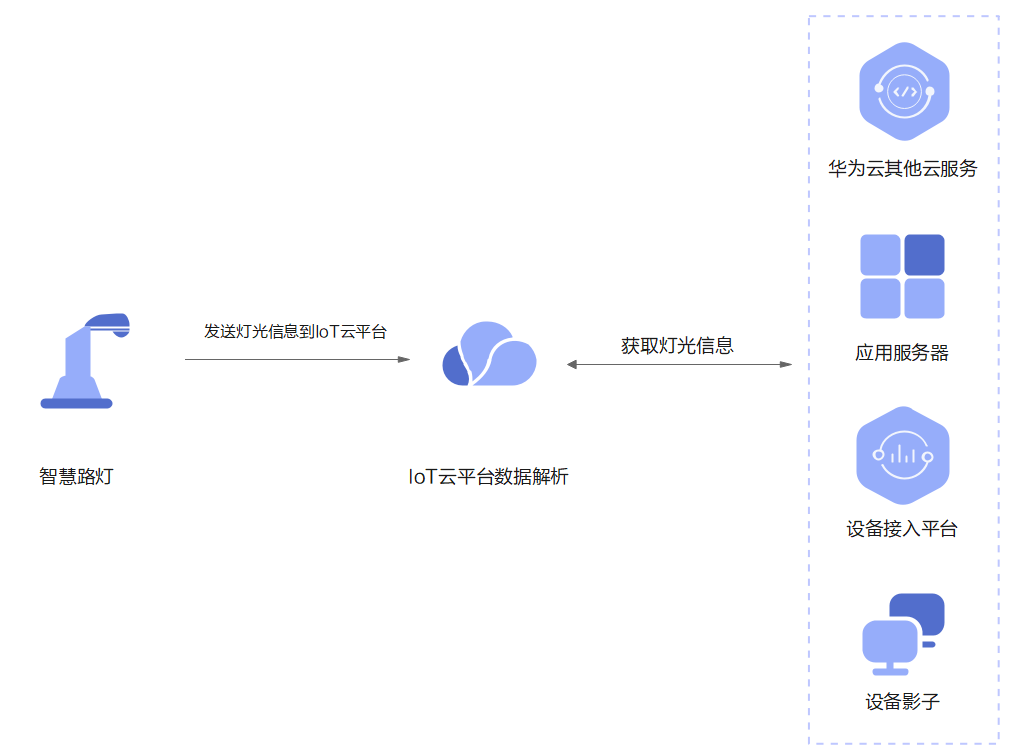 发送灯光信息到IoT云平台
智慧路灯
IoT云平台数据解析
获取灯光信息
华为云其他云服务
应用服务器
设备接入平台
设备影子